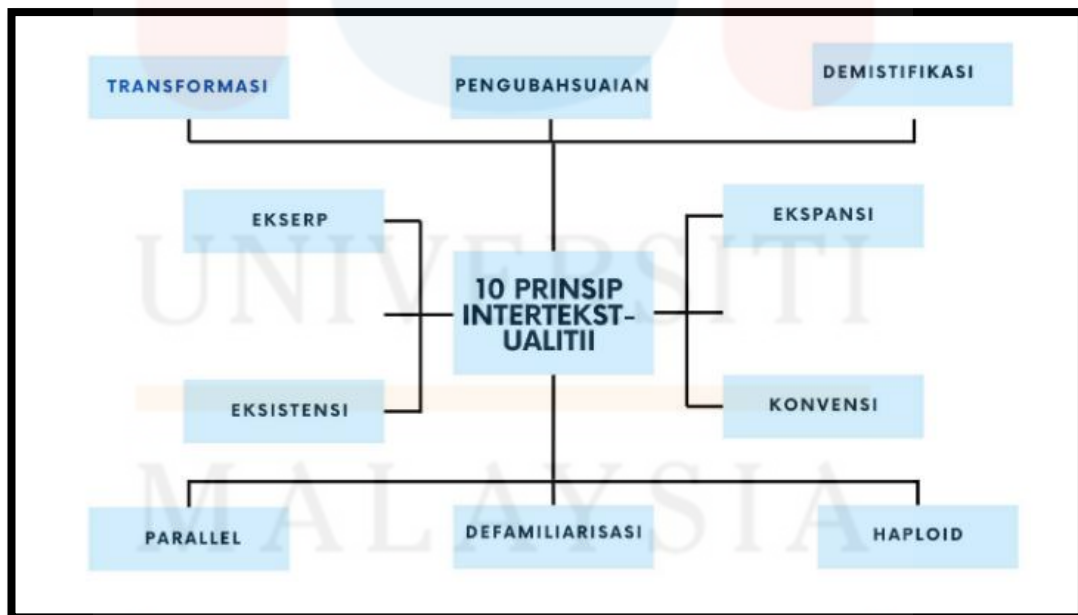 TRANSFORMASI
PENGUBAHSUAIAN
DEMISTIFIKASI
EKSERP
EKSPANSI
10 PRINSIP
INTERTEKST-
UALITII
EKSISTENSI
KONVENSI
PARALLEL
DEFAMILIARISASI
HAPLOID
UNIVERSITI
MALAYSIA